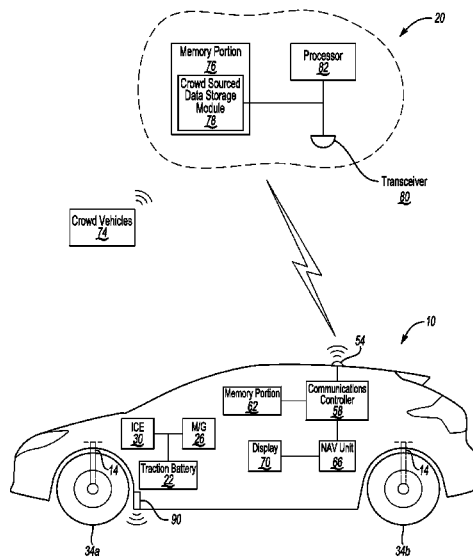 20
Memory Portion
76
Crowd Sourced
Data Storage
Module
78
Processor
82
Transceiver
80
Crowd Vehicles
74
10
54
Memory Portion
62
Communications
Controller
58
ICE
30
M/G
26
Display
70
NAV Unit
66
14
14
Traction Battery
22
90
34a
34b